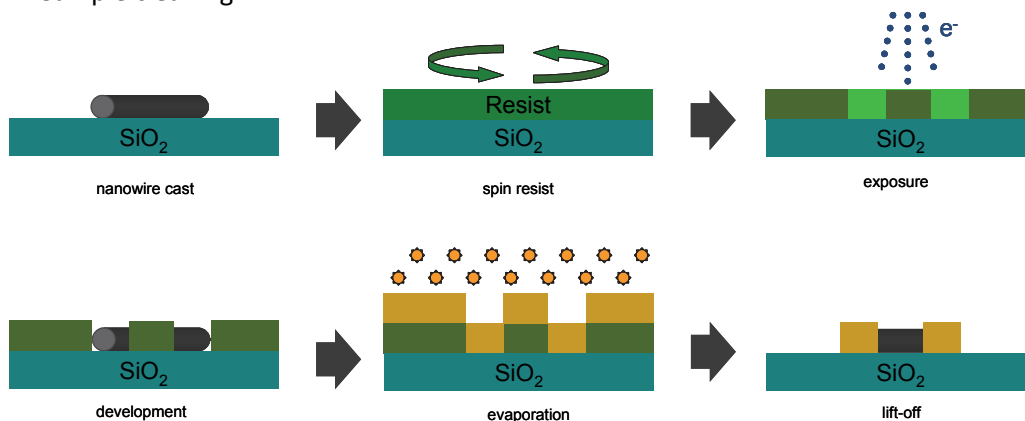 e⁻
Resist
SiO₂
SiO₂
SiO₂
nanowire cast
spin resist
exposure
SiO₂
SiO₂
SiO₂
development
evaporation
lift-off